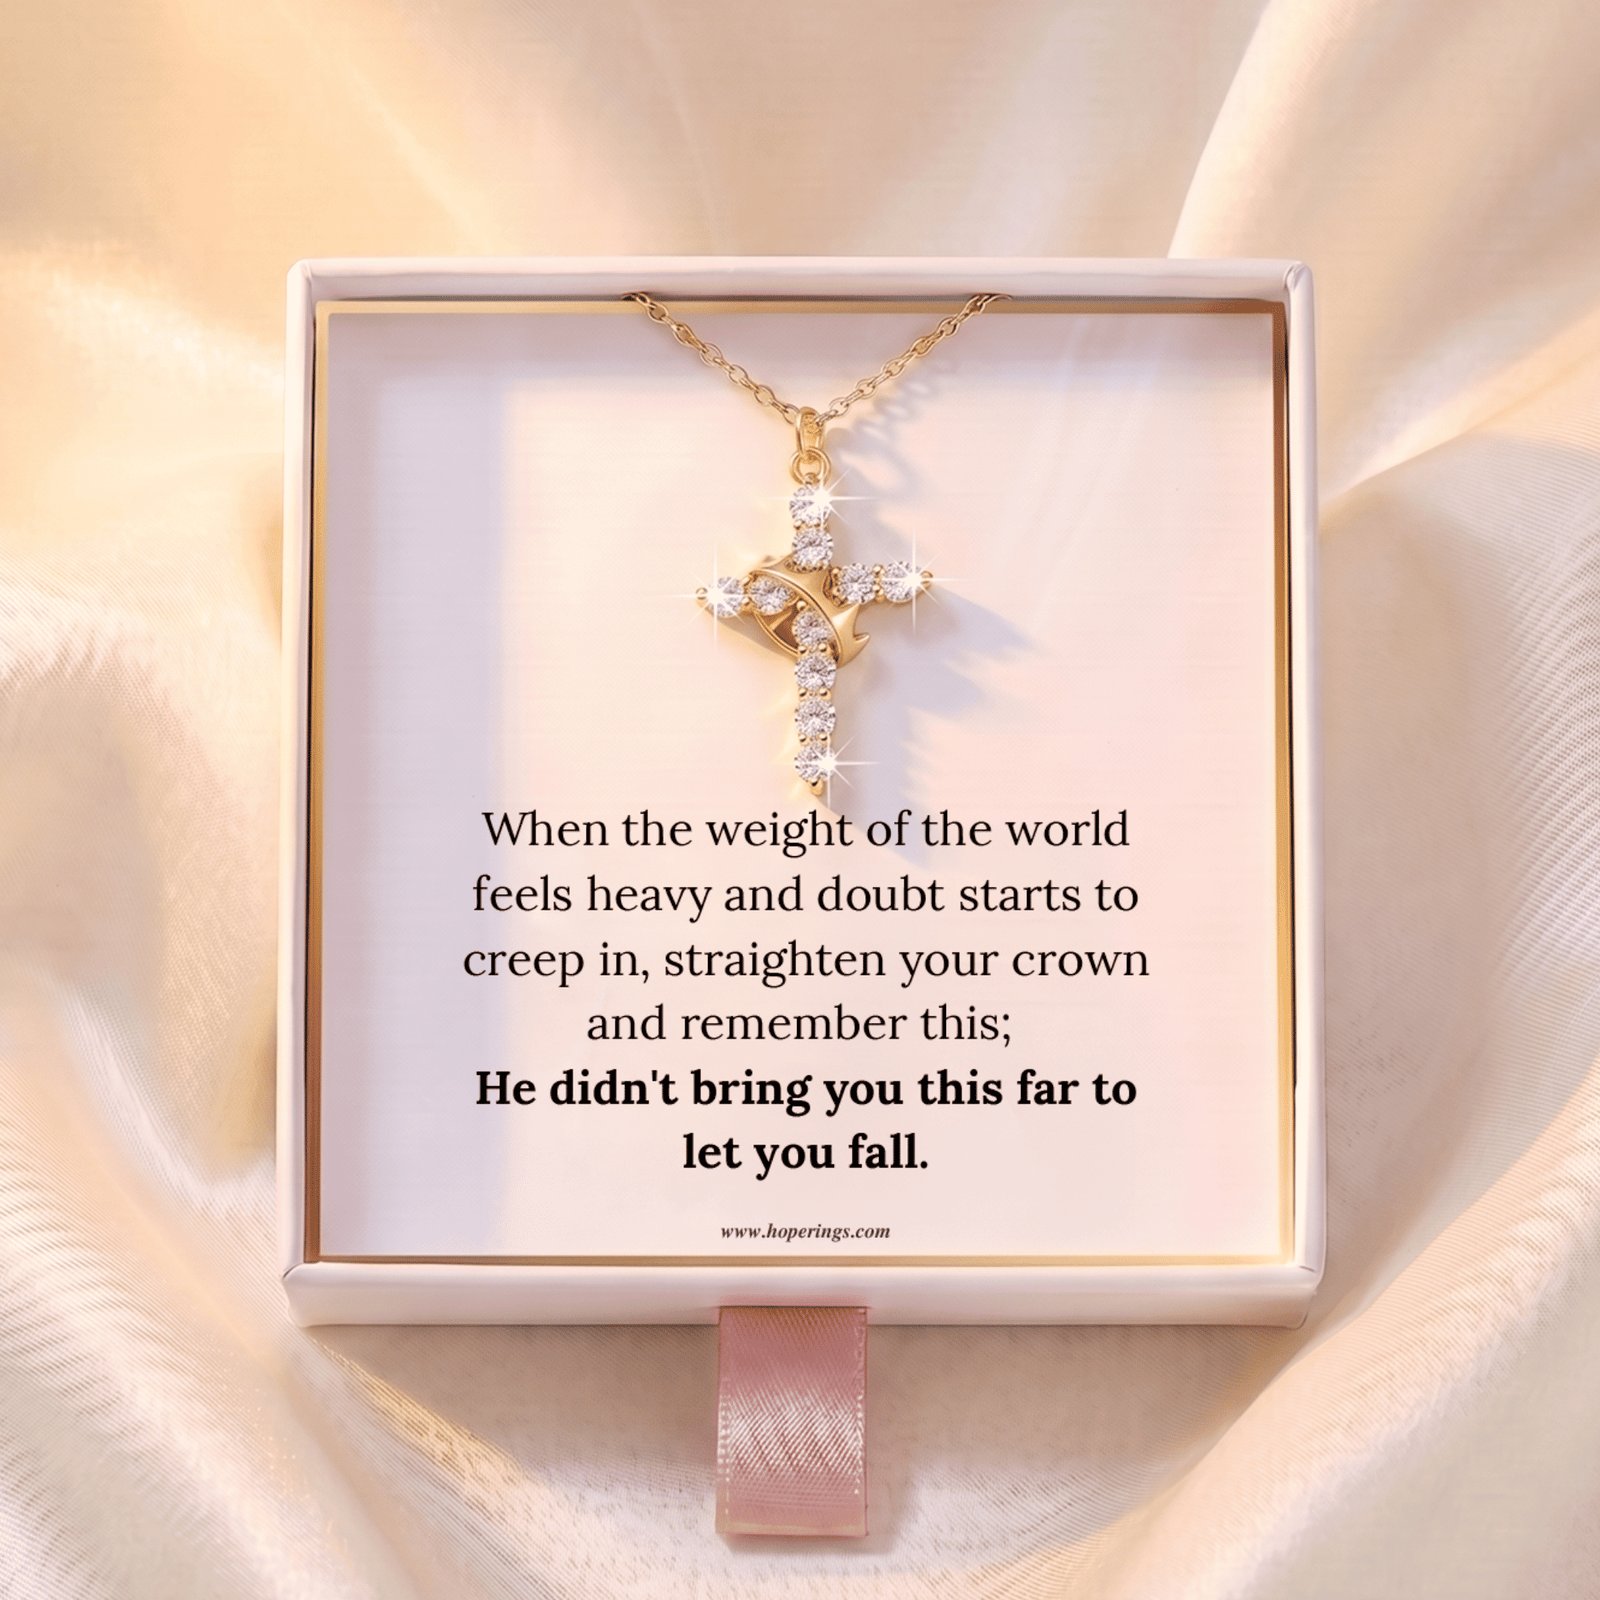 When the weight of the world
feels heavy and doubt starts to
creep in, straighten your crown
and remember this;
He didn't bring you this far to
let you fall.
www.hoperings.com